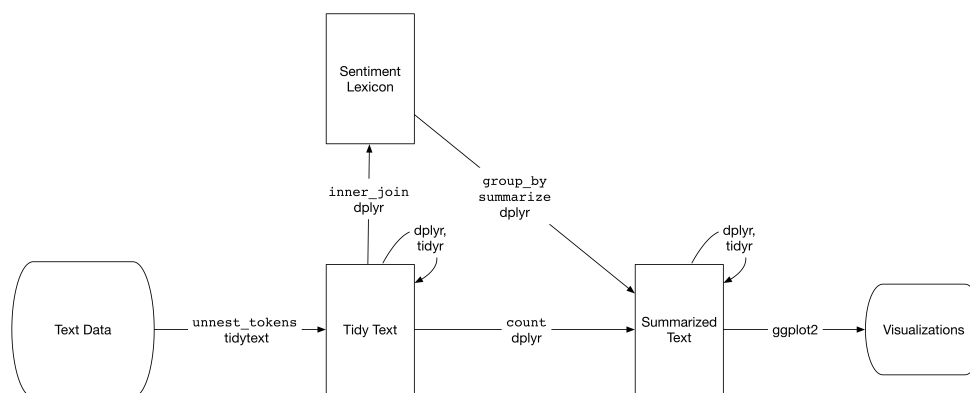 Sentiment
Lexicon
inner_join
dplyr
group_by
summarize
dplyr
dplyr,
tidyr
dplyr,
tidyr
Text Data
unnest_tokens
tidytext
Tidy Text
count
dplyr
Summarized
Text
ggplot2
Visualizations